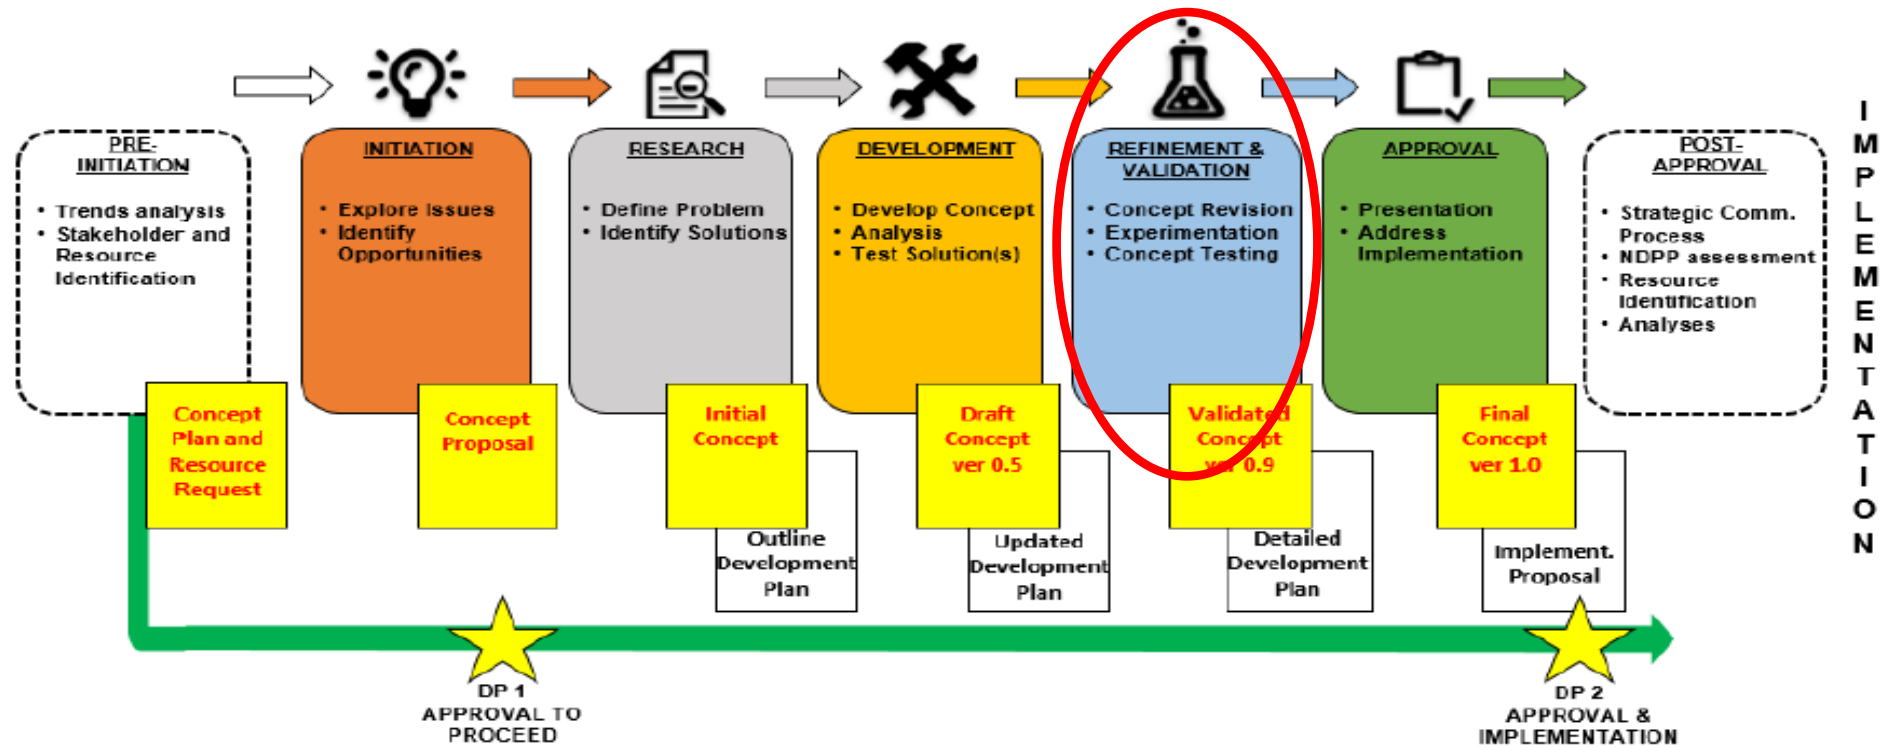 PRE-
INITIATION
• Trends analysis
• Stakeholder and
Resource
Identification
Concept
Plan and
Resource
Request
INITIATION
• Explore Issues
• Identify
Opportunities
Concept
Proposal
RESEARCH
• Define Problem
• Identify Solutions
Initial
Concept
Outline
Development
Plan
DEVELOPMENT
• Develop Concept
• Analysis
• Test Solution(s)
Draft
Concept
ver 0.5
Updated
Development
Plan
REFINEMENT &
VALIDATION
• Concept Revision
• Experimentation
• Concept Testing
Validated
Concept
ver 0.9
Detailed
Development
Plan
APPROVAL
• Presentation
• Address
Implementation
Final
Concept
ver 1.0
Implement.
Proposal
POST-
APPROVAL
• Strategic Comm.
Process
• NDPP assessment
• Resource
Identification
• Analyses
IMPLEMENTATION
DP 1
APPROVAL TO
PROCEED
DP 2
APPROVAL &
IMPLEMENTATION